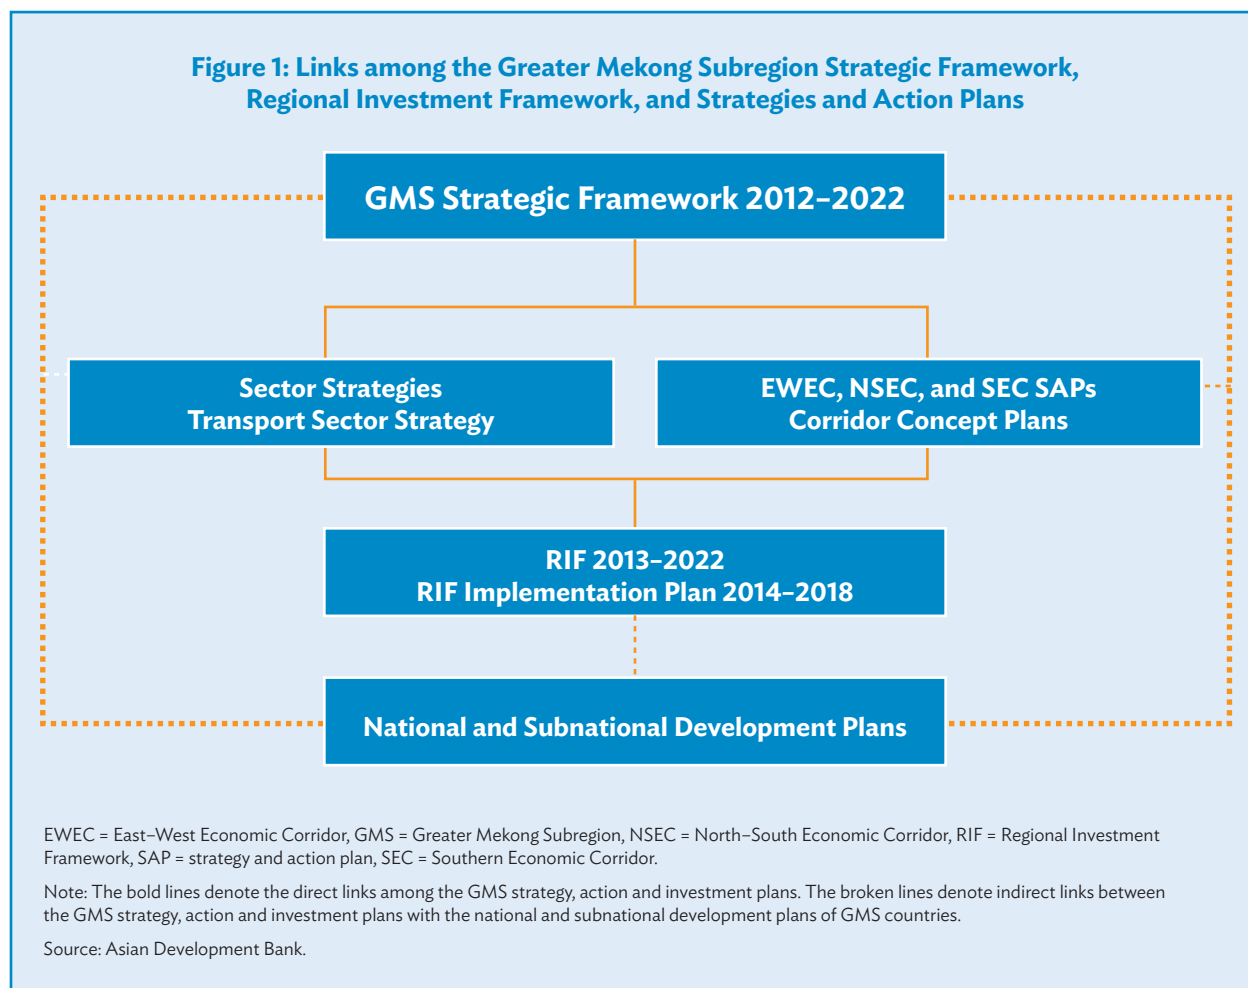 Figure 1: Links among the Greater Mekong Subregion Strategic Framework,
Regional Investment Framework, and Strategies and Action Plans
GMS Strategic Framework 2012–2022
Sector Strategies
Transport Sector Strategy
EWEC, NSEC, and SEC SAPs
Corridor Concept Plans
RIF 2013–2022
RIF Implementation Plan 2014–2018
National and Subnational Development Plans
EWEC = East–West Economic Corridor, GMS = Greater Mekong Subregion, NSEC = North–South Economic Corridor, RIF = Regional Investment
Framework, SAP = strategy and action plan, SEC = Southern Economic Corridor.
Note: The bold lines denote the direct links among the GMS strategy, action and investment plans. The broken lines denote indirect links between
the GMS strategy, action and investment plans with the national and subnational development plans of GMS countries.
Source: Asian Development Bank.